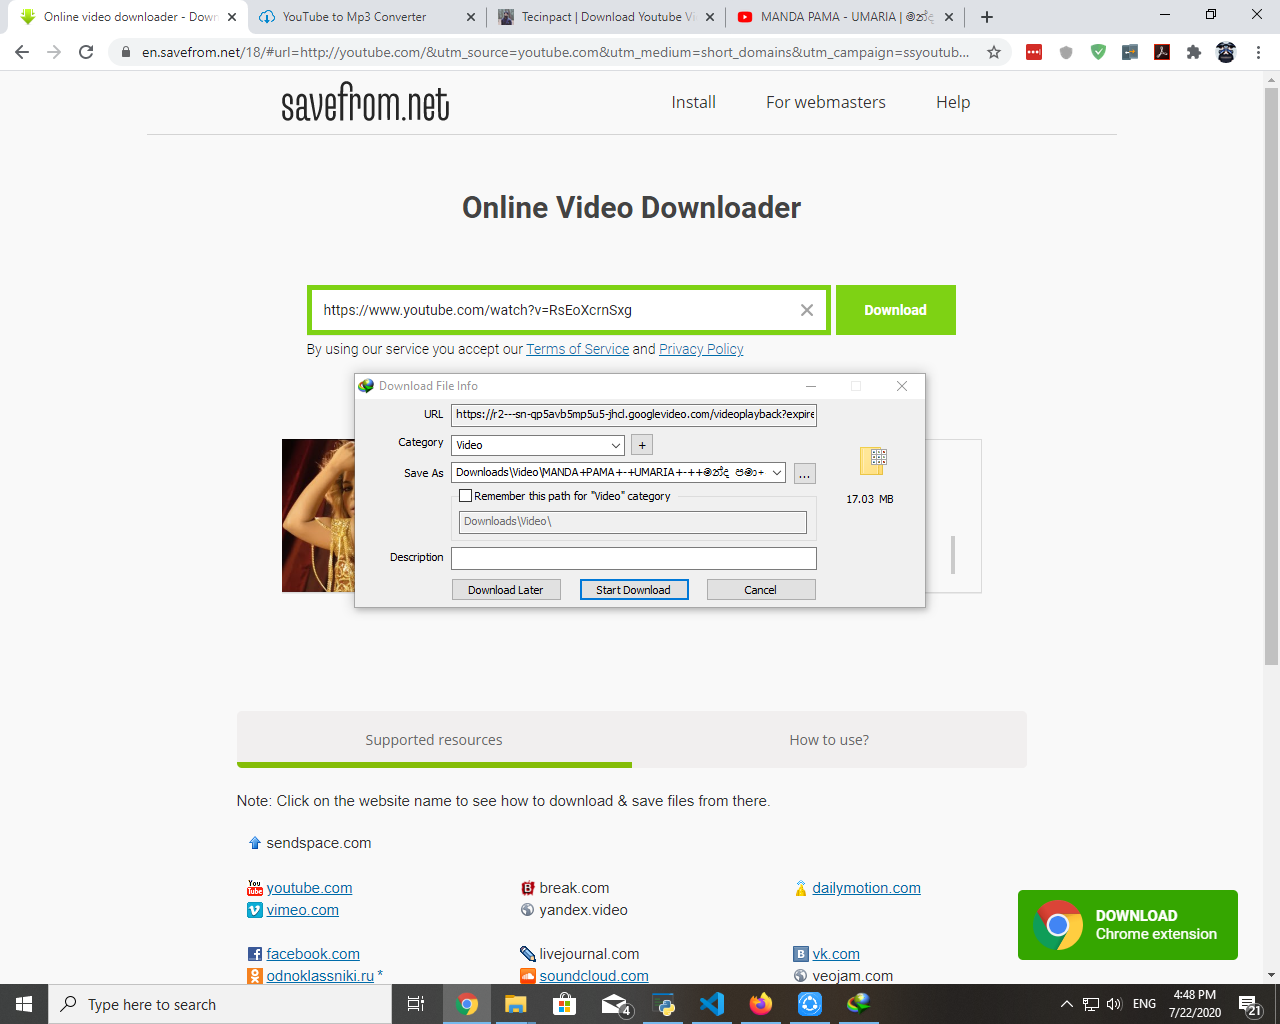 Online video downloader - Down
YouTube to Mp3 Converter
Tecinpact | Download Youtube Vi
MANDA PAMA - UMARIA | මන්ද
en.savefrom.net/18/#url=http://youtube.com/&utm_source=youtube.com&utm_medium=short_domains&utm_campaign=ssyoutub...
savefrom.net
Install
For webmasters
Help
Online Video Downloader
https://www.youtube.com/watch?v=RsEoXcrnSxg
Download
By using our service you accept our Terms of Service and Privacy Policy
Download File Info
URL
https://r2---sn-qp5avb5mp5u5-jhcl.googlevideo.com/videoplayback?expire
Category
Video
+
Save As
Downloads\Video\MANDA+PAMA+-+UMARIA+-++මන්ද පමා+
...
17.03 MB
Remember this path for "Video" category
Downloads\Video\
Description
Download Later
Start Download
Cancel
Supported resources
How to use?
Note: Click on the website name to see how to download & save files from there.
sendspace.com
You Tube youtube.com
break.com
dailymotion.com
vimeo.com
yandex.video
facebook.com
livejournal.com
vk.com
odnoklassniki.ru *
soundcloud.com
veojam.com
DOWNLOAD
Chrome extension
Type here to search
4
ENG
4:48 PM
7/22/2020
21